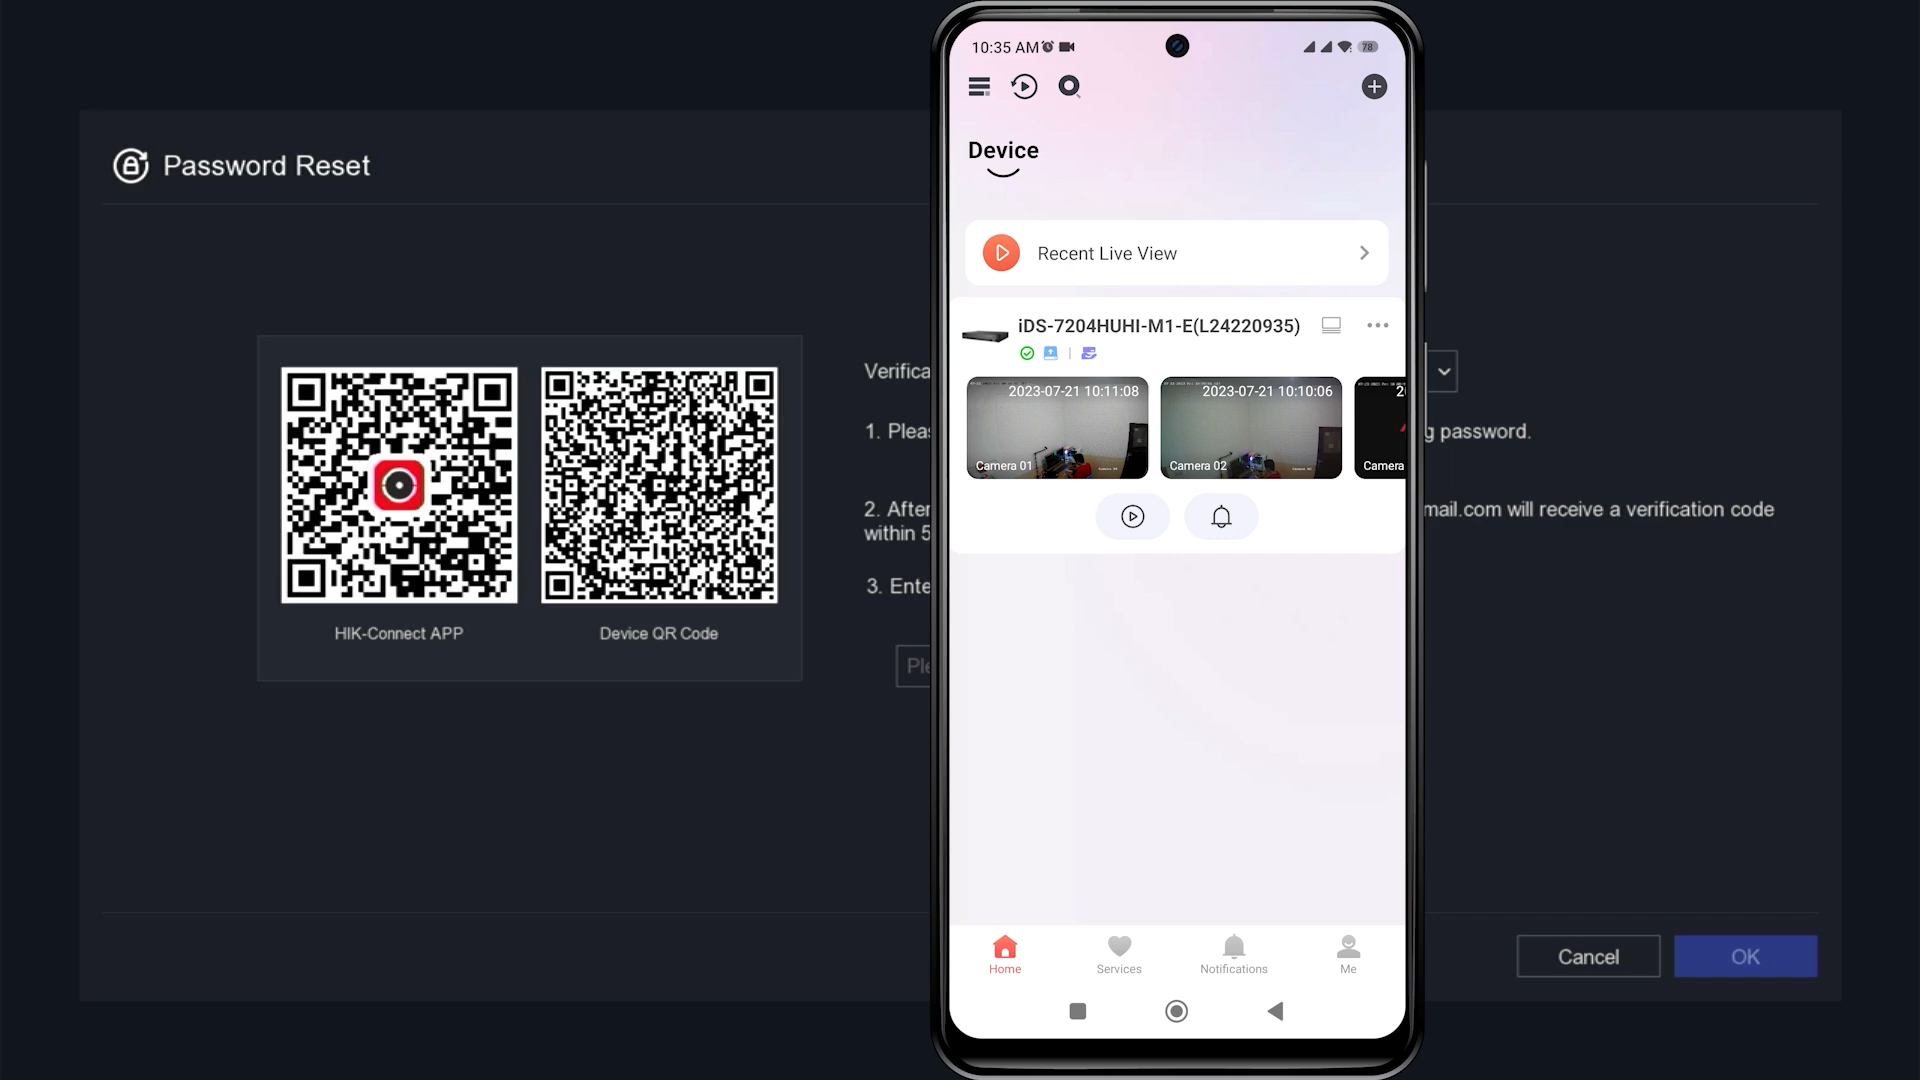 Password Reset
HIK-Connect APP
Device QR Code
Verifica
1. Pleas
g password.
2. After
mail.com will receive a verification code
within 5
3. Ente
Ple
Cancel
OK
10:35 AM
78
Device
Recent Live View
iDS-7204HUHI-M1-E(L24220935)
2023-07-21 10:11:08
Camera 01
2023-07-21 10:10:06
Camera 02
Camera
Home
Services
Notifications
Me